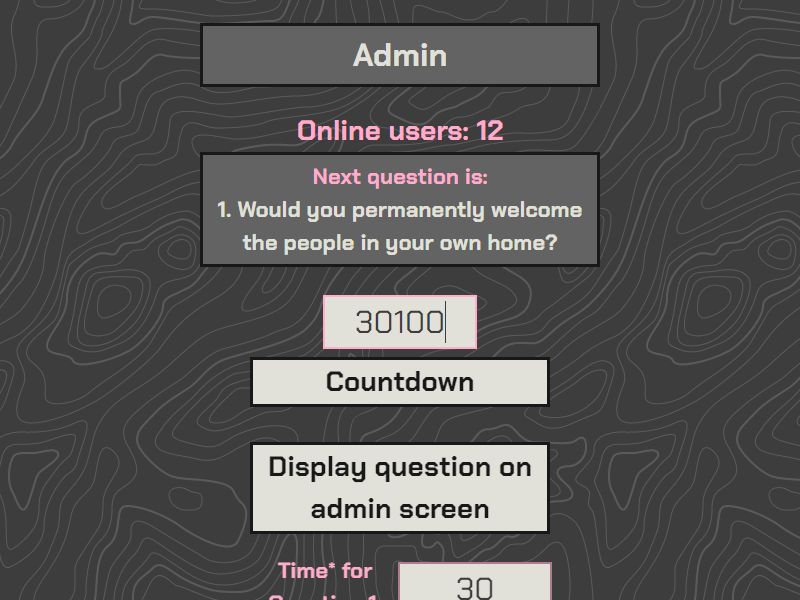 Admin
Online users: 12
Next question is:
1. Would you permanently welcome
the people in your own home?
30100
Countdown
Display question on
admin screen
Time* for
30